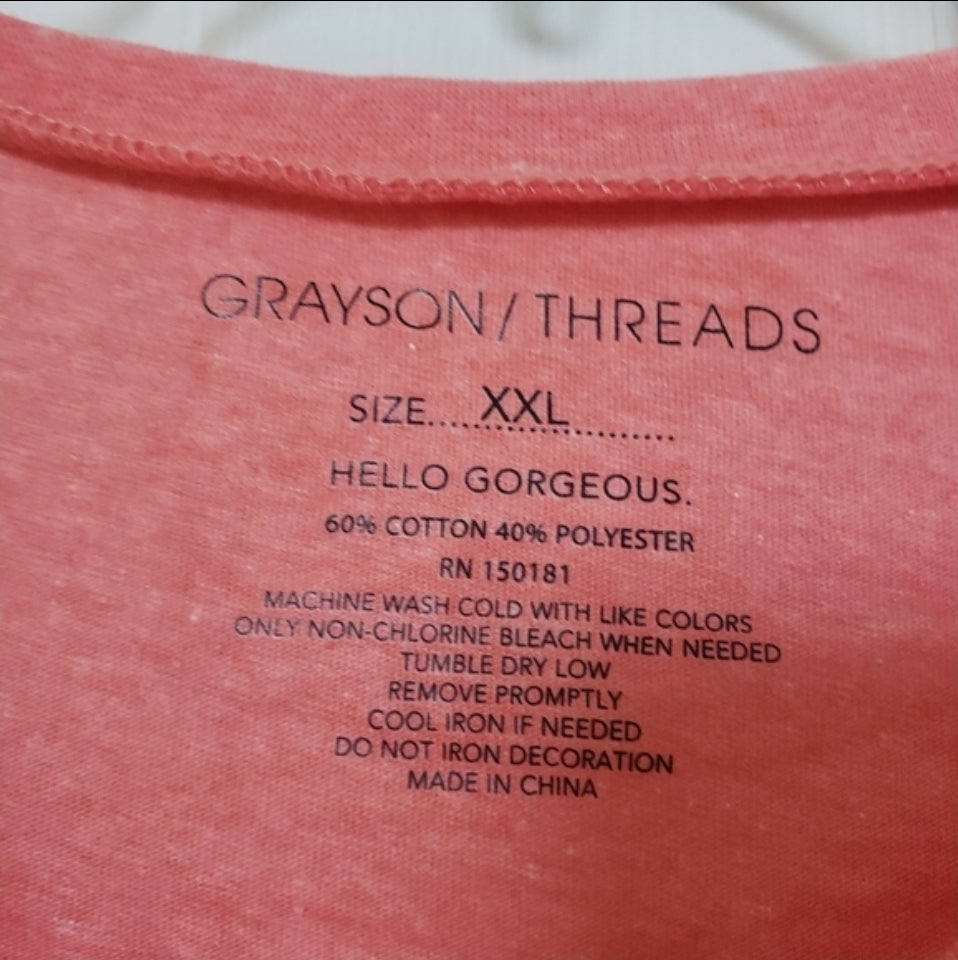 GRAYSON / THREADS
SIZE....XXL..........
HELLO GORGEOUS.
60% COTTON 40% POLYESTER
RN 150181
MACHINE WASH COLD WITH LIKE COLORS
ONLY NON-CHLORINE BLEACH WHEN NEEDED
TUMBLE DRY LOW
REMOVE PROMPTLY
COOL IRON IF NEEDED
DO NOT IRON DECORATION
MADE IN CHINA